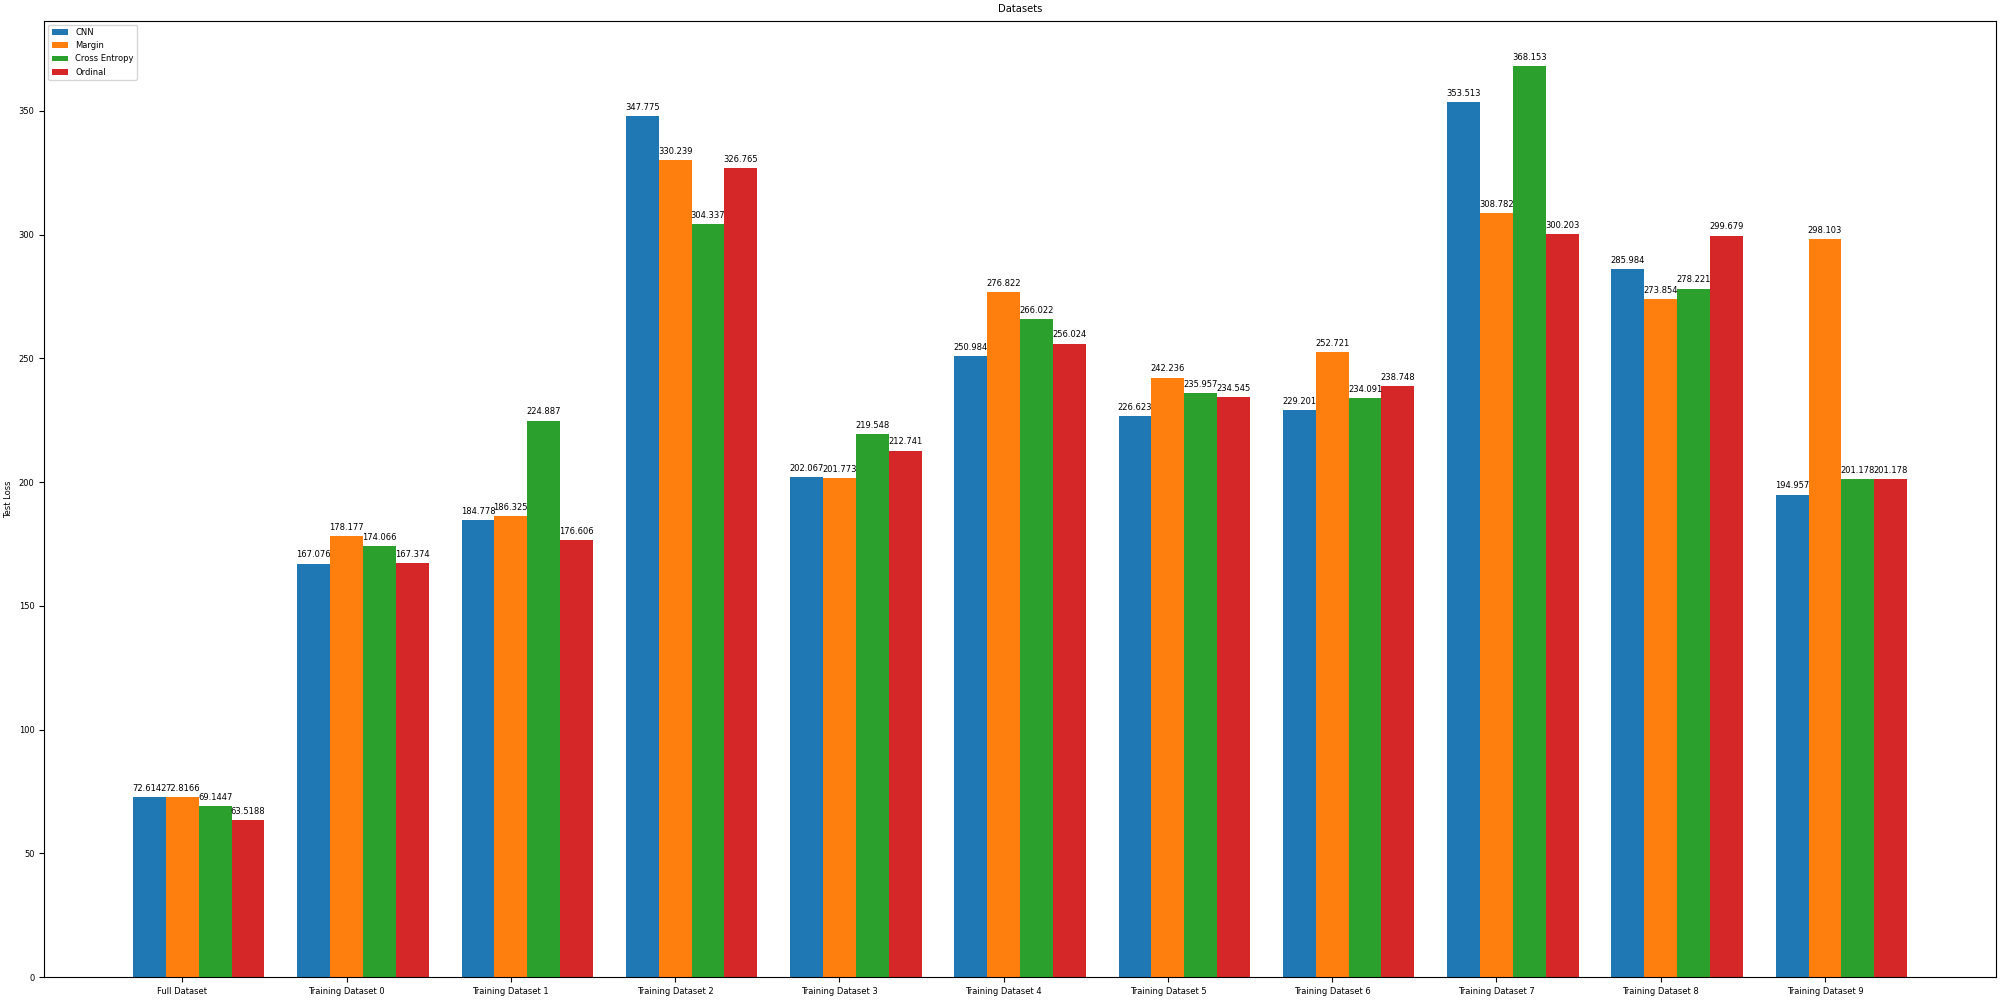 Datasets
CNN
Margin
Cross Entropy
Ordinal
Test Loss
350
300
250
200
150
100
50
0
72.6142 72.8166 69.1447 63.5188
167.076 178.177 174.066 167.374
184.778 186.325 224.887 176.606
347.775 330.239 304.337 326.765
202.067 201.773 219.548 212.741
250.984 276.822 266.022 256.024
226.623 242.236 235.957 234.545
229.201 252.721 234.091 238.748
353.513 308.782 368.153 300.203
285.984 273.854 278.221 299.679
194.957 298.103 201.178 201.178
Full Dataset Training Dataset 0 Training Dataset 1 Training Dataset 2 Training Dataset 3 Training Dataset 4 Training Dataset 5 Training Dataset 6 Training Dataset 7 Training Dataset 8 Training Dataset 9